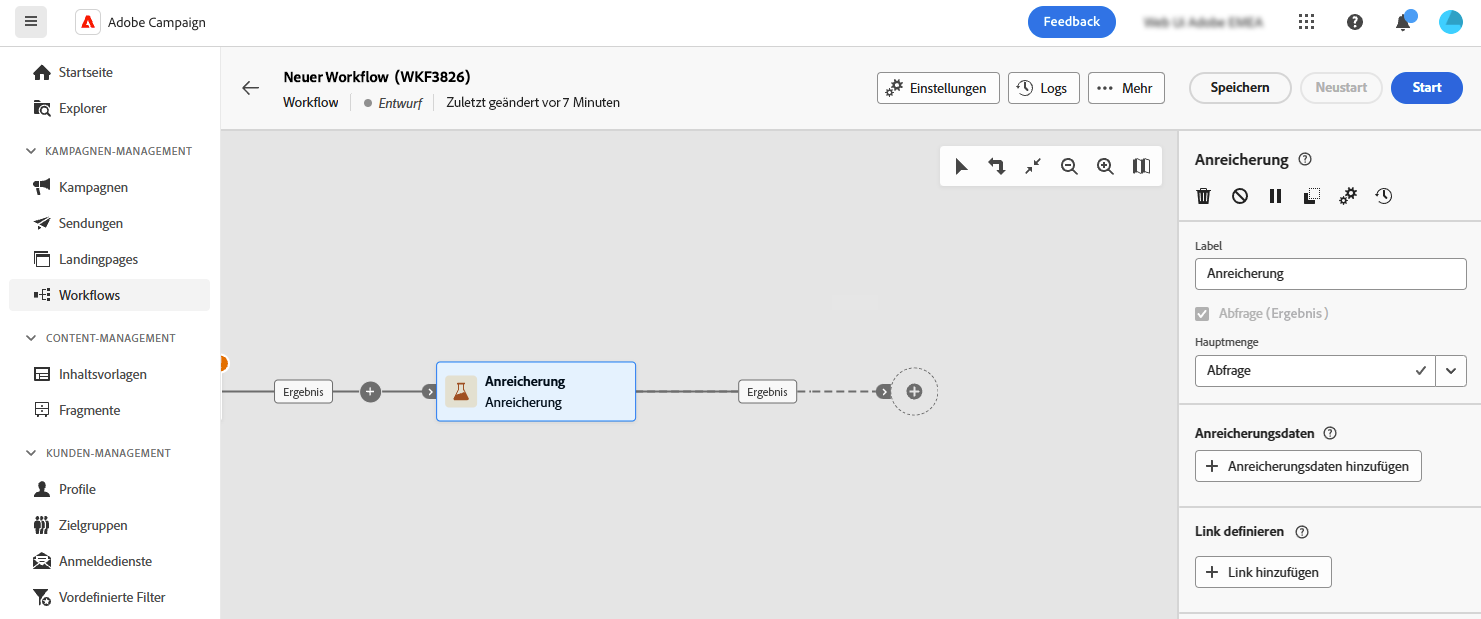 Adobe Campaign
Feedback
Startseite
Explorer
KAMPAGNEN-MANAGEMENT
Kampagnen
Sendungen
Landingpages
Workflows
CONTENT-MANAGEMENT
Inhaltsvorlagen
Fragmente
KUNDEN-MANAGEMENT
Profile
Zielgruppen
Anmeldedienste
Vordefinierte Filter
Neuer Workflow (WKF3826)
Workflow Entwurf Zuletzt geändert vor 7 Minuten
Einstellungen Logs Mehr Speichern Neustart Start
Ergebnis
Anreicherung
Anreicherung
Ergebnis
Anreicherung
Label
Anreicherung
Abfrage (Ergebnis )
Hauptmenge
Abfrage
Anreicherungsdaten
Anreicherungsdaten hinzufügen
Link definieren
Link hinzufügen